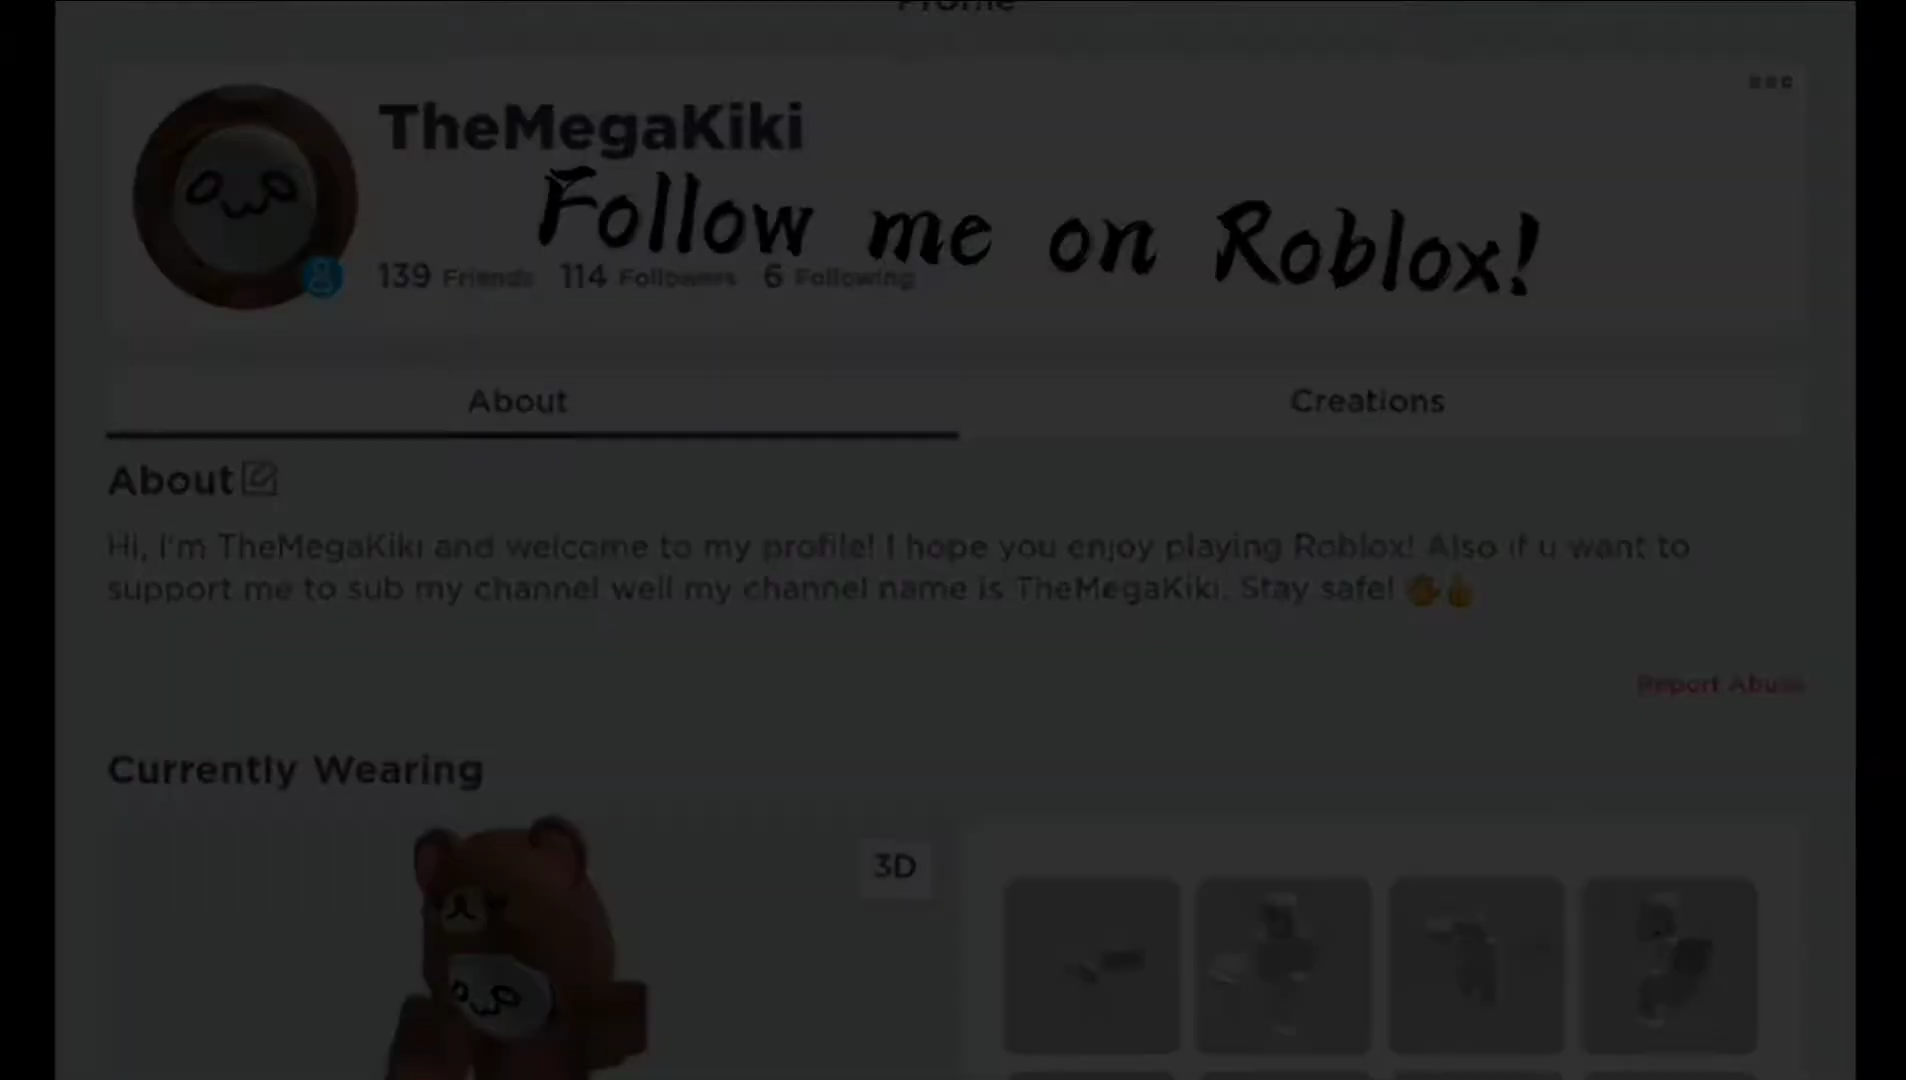 Profile
TheMegaKiki
Follow me on Roblox!
139 Friends 114 Followers 6 Following
About Creations
About
Hi, I'm TheMegaKiki and welcome to my profile! I hope you enjoy playing Roblox! Also if u want to
support me to sub my channel well my channel name is TheMegaKiki. Stay safe! 👋👍
Report Abuse
Currently Wearing
3D